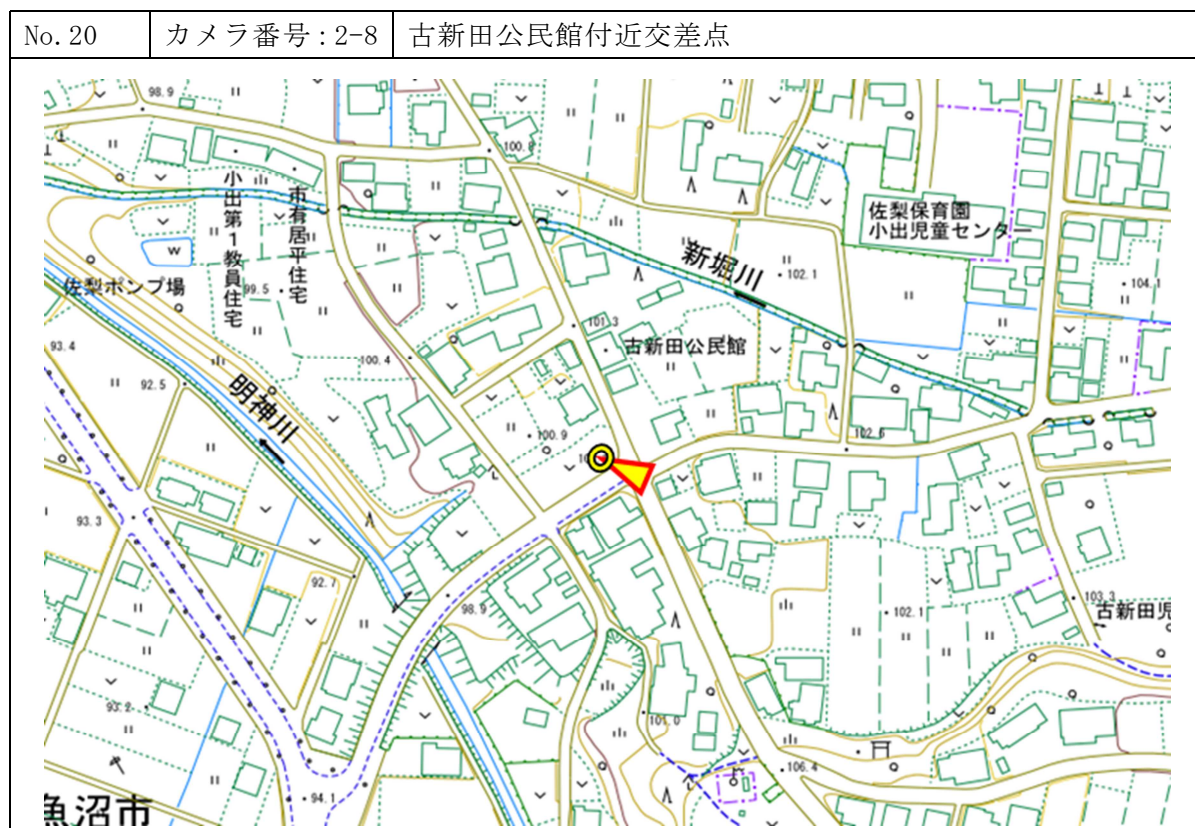 No.20 カメラ番号:2-8 古新田公民館付近交差点
98.9
100.8
小出第1教員住宅
市有居平住宅
佐梨保育園
小出児童センター
新堀川
102.1
104.1
W
佐梨ポンプ場
99.5
101.3
古新田公民館
93.4
100.4
92.5
明神川
100.9
102.6
93.3
92.7
98.9
102.1
103.3
古新田児
93.2
101.0
106.4
94.1
魚沼市